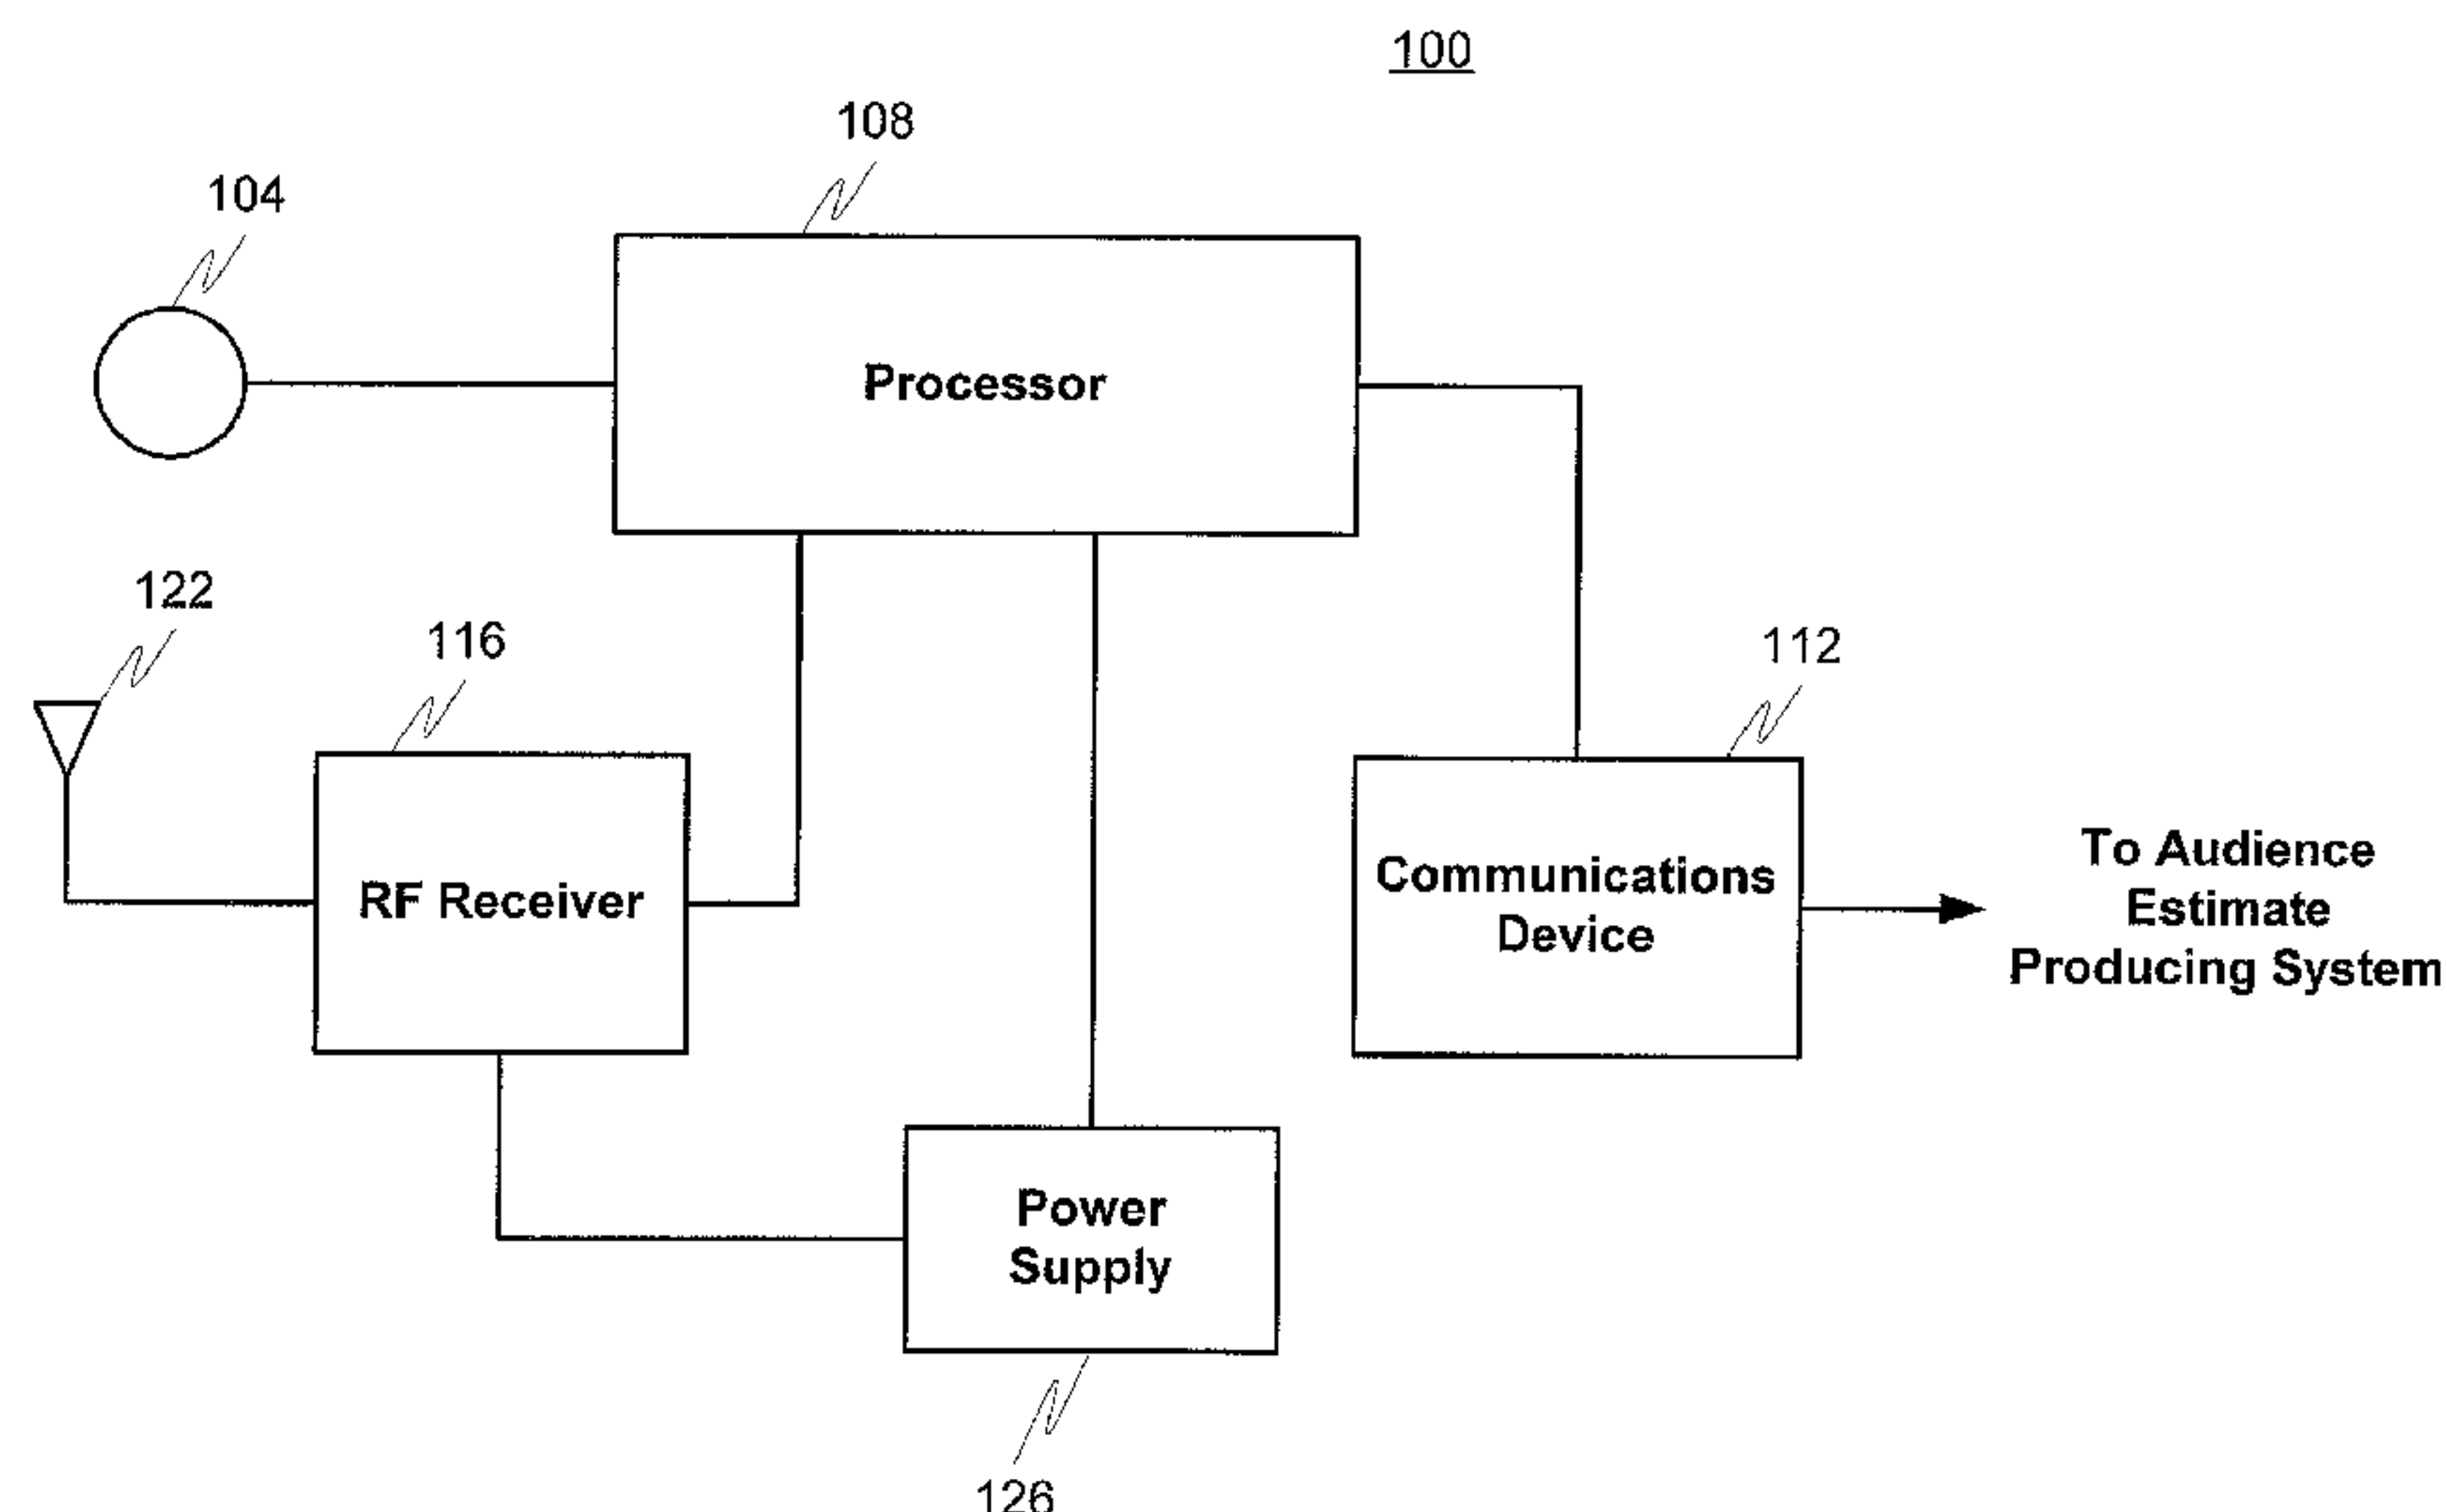 100
108
104
Processor
122
116
112
RF Receiver
Communications
Device
To Audience
Estimate
Producing System
Power
Supply
126